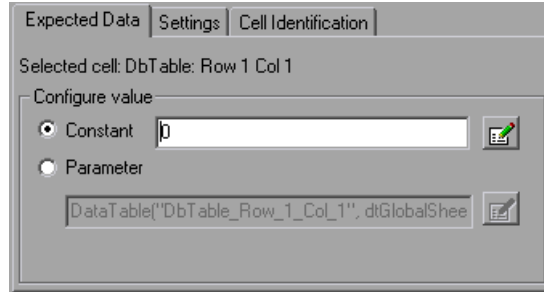 Expected Data Settings Cell Identification
Selected cell: DbTable: Row 1 Col 1
Configure value
Constant 0
Parameter
DataTable("DbTable_Row_1_Col_1", dtGlobalShee